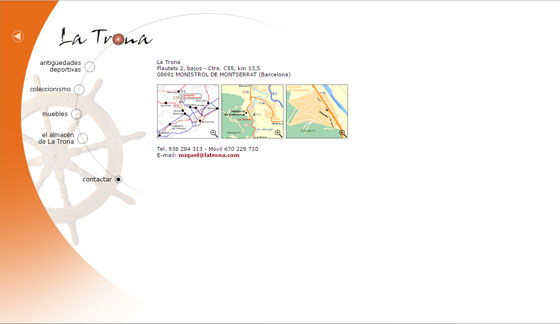 La Trona
antigüedades
deportivas
coleccionismo
muebles
el almacén
de La Trona
contactar
La Trona
Flautats 2, bajos - Ctra. C55, km 13,5
08691 MONISTROL DE MONTSERRAT (Barcelona)
Tel. 938 284 313 - Móvil 670 229 710
E-mail: miquel@latrona.com